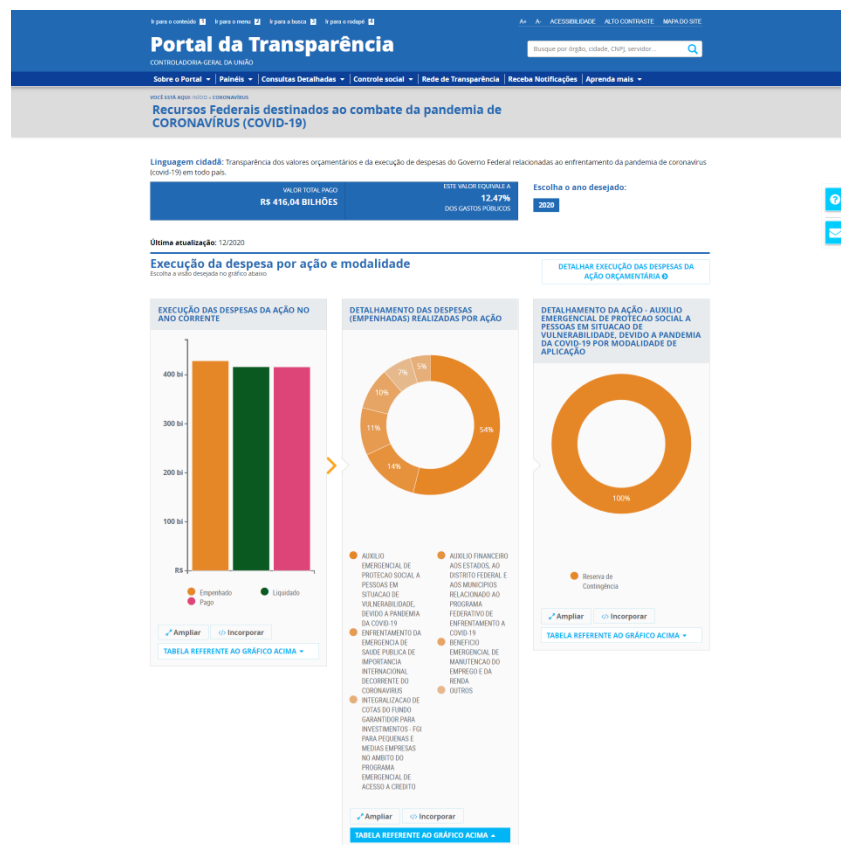 Ir para o conteúdo 1 Ir para o menu 2 Ir para a busca 3 Ir para o rodapé 4
A+ A- ACESSIBILIDADE ALTO CONTRASTE MAPA DO SITE
Portal da Transparência
CONTROLADORIA-GERAL DA UNIÃO
Busque por órgão, cidade, CNPJ, servidor...
Sobre o Portal Painéis Consultas Detalhadas Controle social Rede de Transparência Receba Notificações Aprenda mais
VOCÊ ESTÁ AQUI: INÍCIO » CORONAVÍRUS
Recursos Federais destinados ao combate da pandemia de
CORONAVÍRUS (COVID-19)
Linguagem cidadã: Transparência dos valores orçamentários e da execução de despesas do Governo Federal relacionadas ao enfrentamento da pandemia de coronavírus
(covid-19) em todo país.
VALOR TOTAL PAGO
R$ 416,04 BILHÕES
ESTE VALOR EQUIVALE A
12.47%
DOS GASTOS PÚBLICOS
Escolha o ano desejado:
2020
Última atualização: 12/2020
Execução da despesa por ação e modalidade
Escolha a visão desejada no gráfico abaixo
DETALHAR EXECUÇÃO DAS DESPESAS DA
AÇÃO ORÇAMENTÁRIA
EXECUÇÃO DAS DESPESAS DA AÇÃO NO
ANO CORRENTE
400 bi
300 bi
200 bi
100 bi
R$
Empenhado
Liquidado
Pago
Ampliar
Incorporar
TABELA REFERENTE AO GRÁFICO ACIMA
DETALHAMENTO DAS DESPESAS
(EMPENHADAS) REALIZADAS POR AÇÃO
5%
7%
10%
11%
14%
54%
AUXILIO
EMERGENCIAL DE
PROTECAO SOCIAL A
PESSOAS EM
SITUACAO DE
VULNERABILIDADE,
DEVIDO A PANDEMIA
DA COVID-19
ENFRENTAMENTO DA
EMERGENCIA DE
SAUDE PUBLICA DE
IMPORTANCIA
INTERNACIONAL
DECORRENTE DO
CORONAVIRUS
INTEGRALIZACAO DE
COTAS DO FUNDO
GARANTIDOR PARA
INVESTIMENTOS - FGI
PARA PEQUENAS E
MEDIAS EMPRESAS
NO AMBITO DO
PROGRAMA
EMERGENCIAL DE
ACESSO A CREDITO
AUXILIO FINANCEIRO
AOS ESTADOS, AO
DISTRITO FEDERAL E
AOS MUNICIPIOS
RELACIONADO AO
PROGRAMA
FEDERATIVO DE
ENFRENTAMENTO A
COVID-19
BENEFICIO
EMERGENCIAL DE
MANUTENCAO DO
EMPREGO E DA
RENDA
OUTROS
Ampliar
Incorporar
TABELA REFERENTE AO GRÁFICO ACIMA
DETALHAMENTO DA AÇÃO - AUXILIO
EMERGENCIAL DE PROTECAO SOCIAL A
PESSOAS EM SITUACAO DE
VULNERABILIDADE, DEVIDO A PANDEMIA
DA COVID-19 POR MODALIDADE DE
APLICAÇÃO
100%
Reserva de
Contingência
Ampliar
Incorporar
TABELA REFERENTE AO GRÁFICO ACIMA